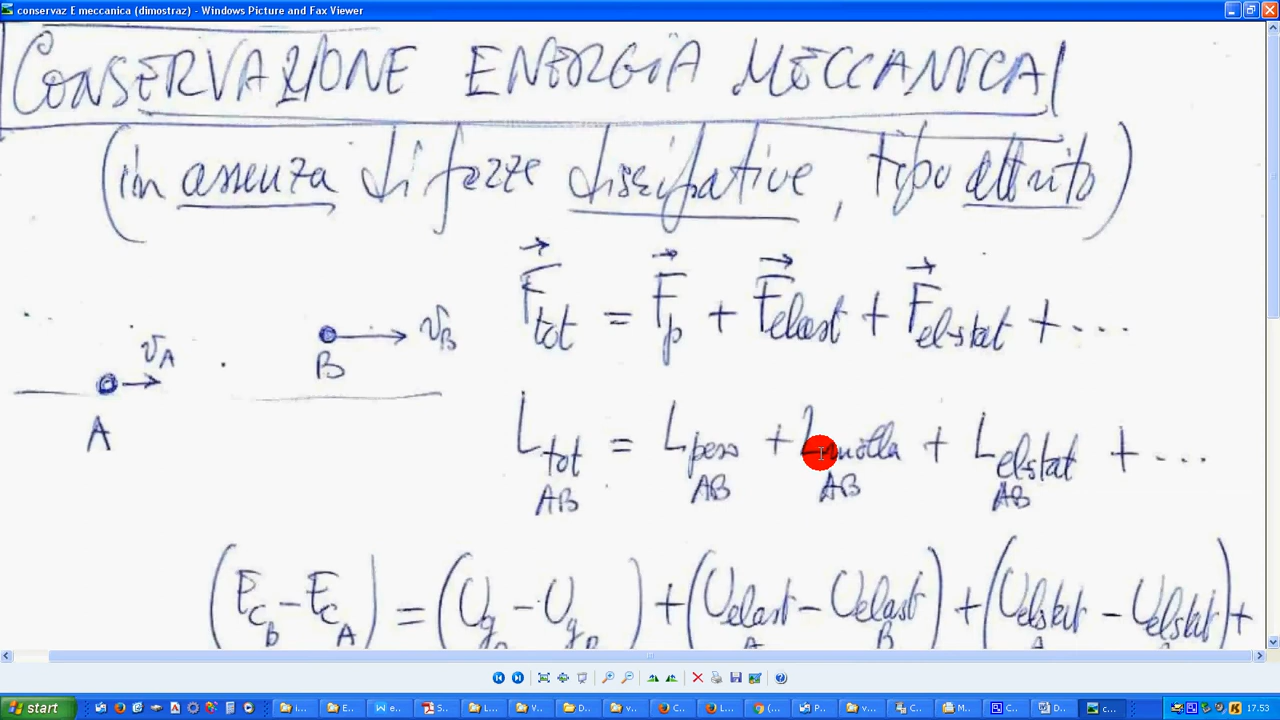 conservaz E meccanica (dimostraz) - Windows Picture and Fax Viewer
CONSERVAZIONE ENERGIA MECCANICA
(in assenza di forze dissipative, tipo attrito)
F⃗tot = F⃗p + F⃗elast + F⃗elstat + ...
vA
vB
B
A
Ltot AB = Lpeso AB + Lmolla AB + Lelstat AB + ...
(EcB - EcA) = (Ug - Ug) + (Uelast A - Uelast B) + (Uelstat A - Uelstat) +
start
i...
E...
e...
S...
L...
V...
D...
v...
C...
L...
(...
P...
v...
C...
M...
C...
W...
D...
c...
17.53